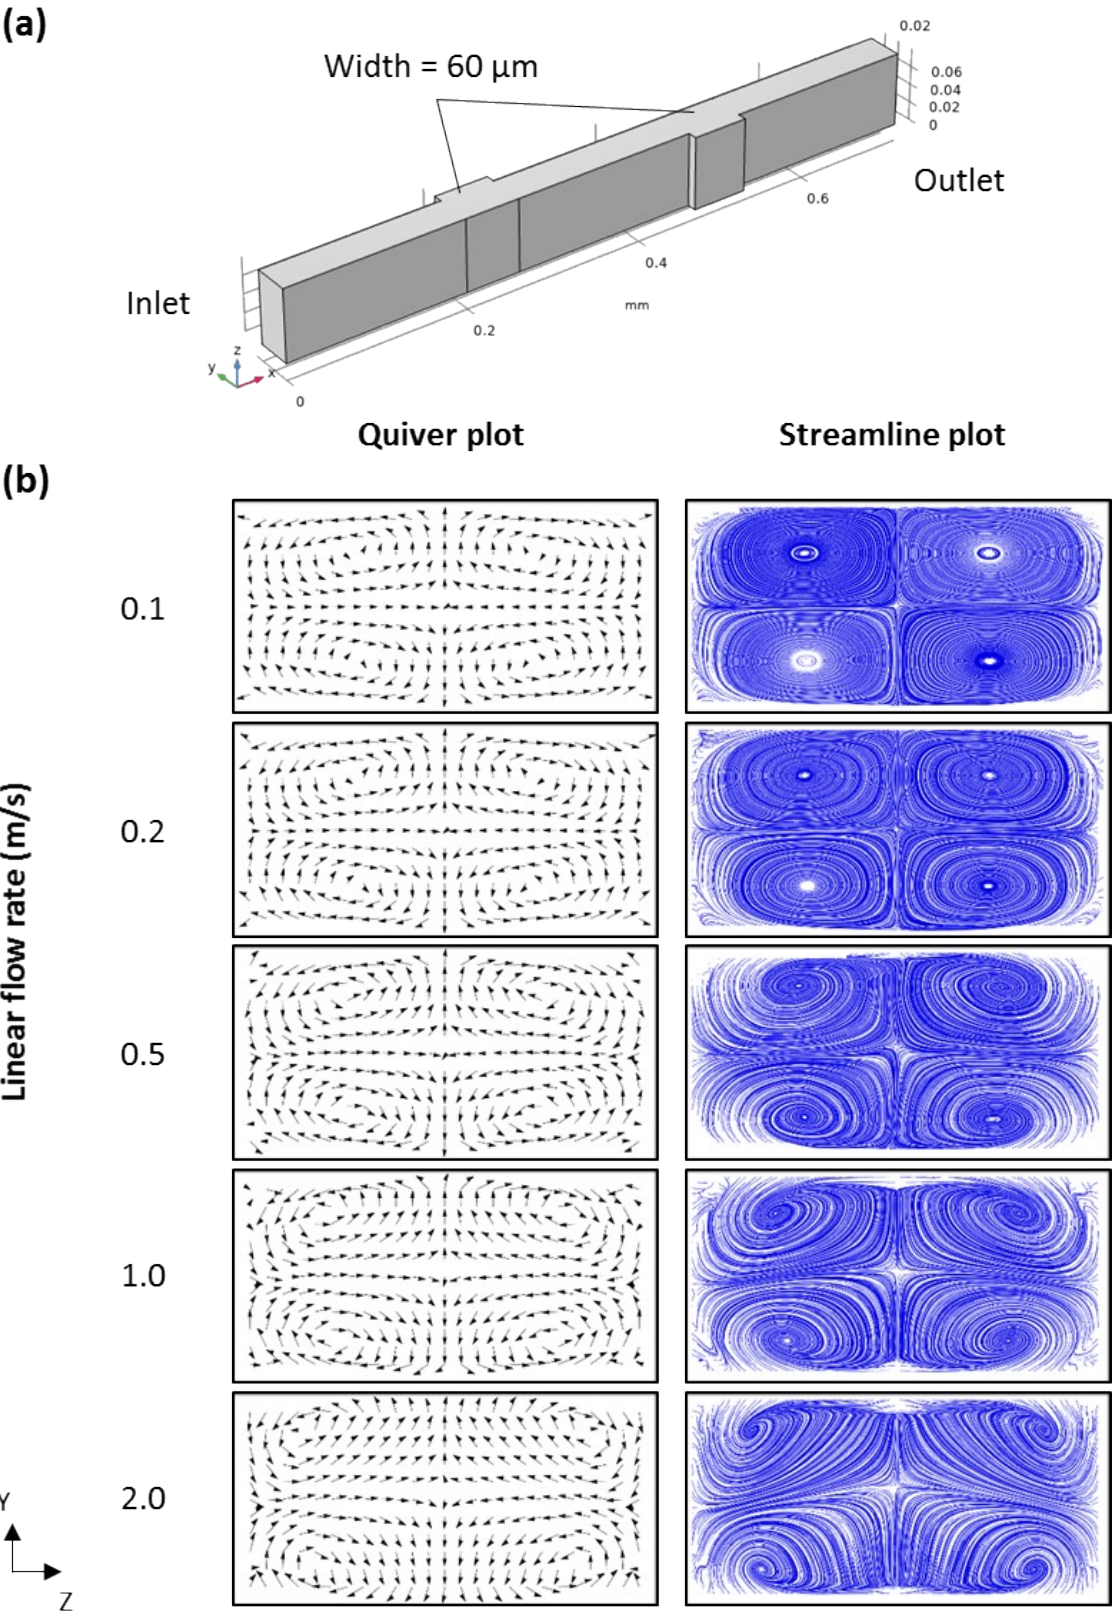 (a)
Width = 60 µm
0.02
0.06
0.04
0.02
0
Outlet
0.6
0.4
mm
0.2
Inlet
z
y
x
0
Quiver plot
Streamline plot
(b)
Linear flow rate (m/s)
0.1
0.2
0.5
1.0
2.0
Y
Z